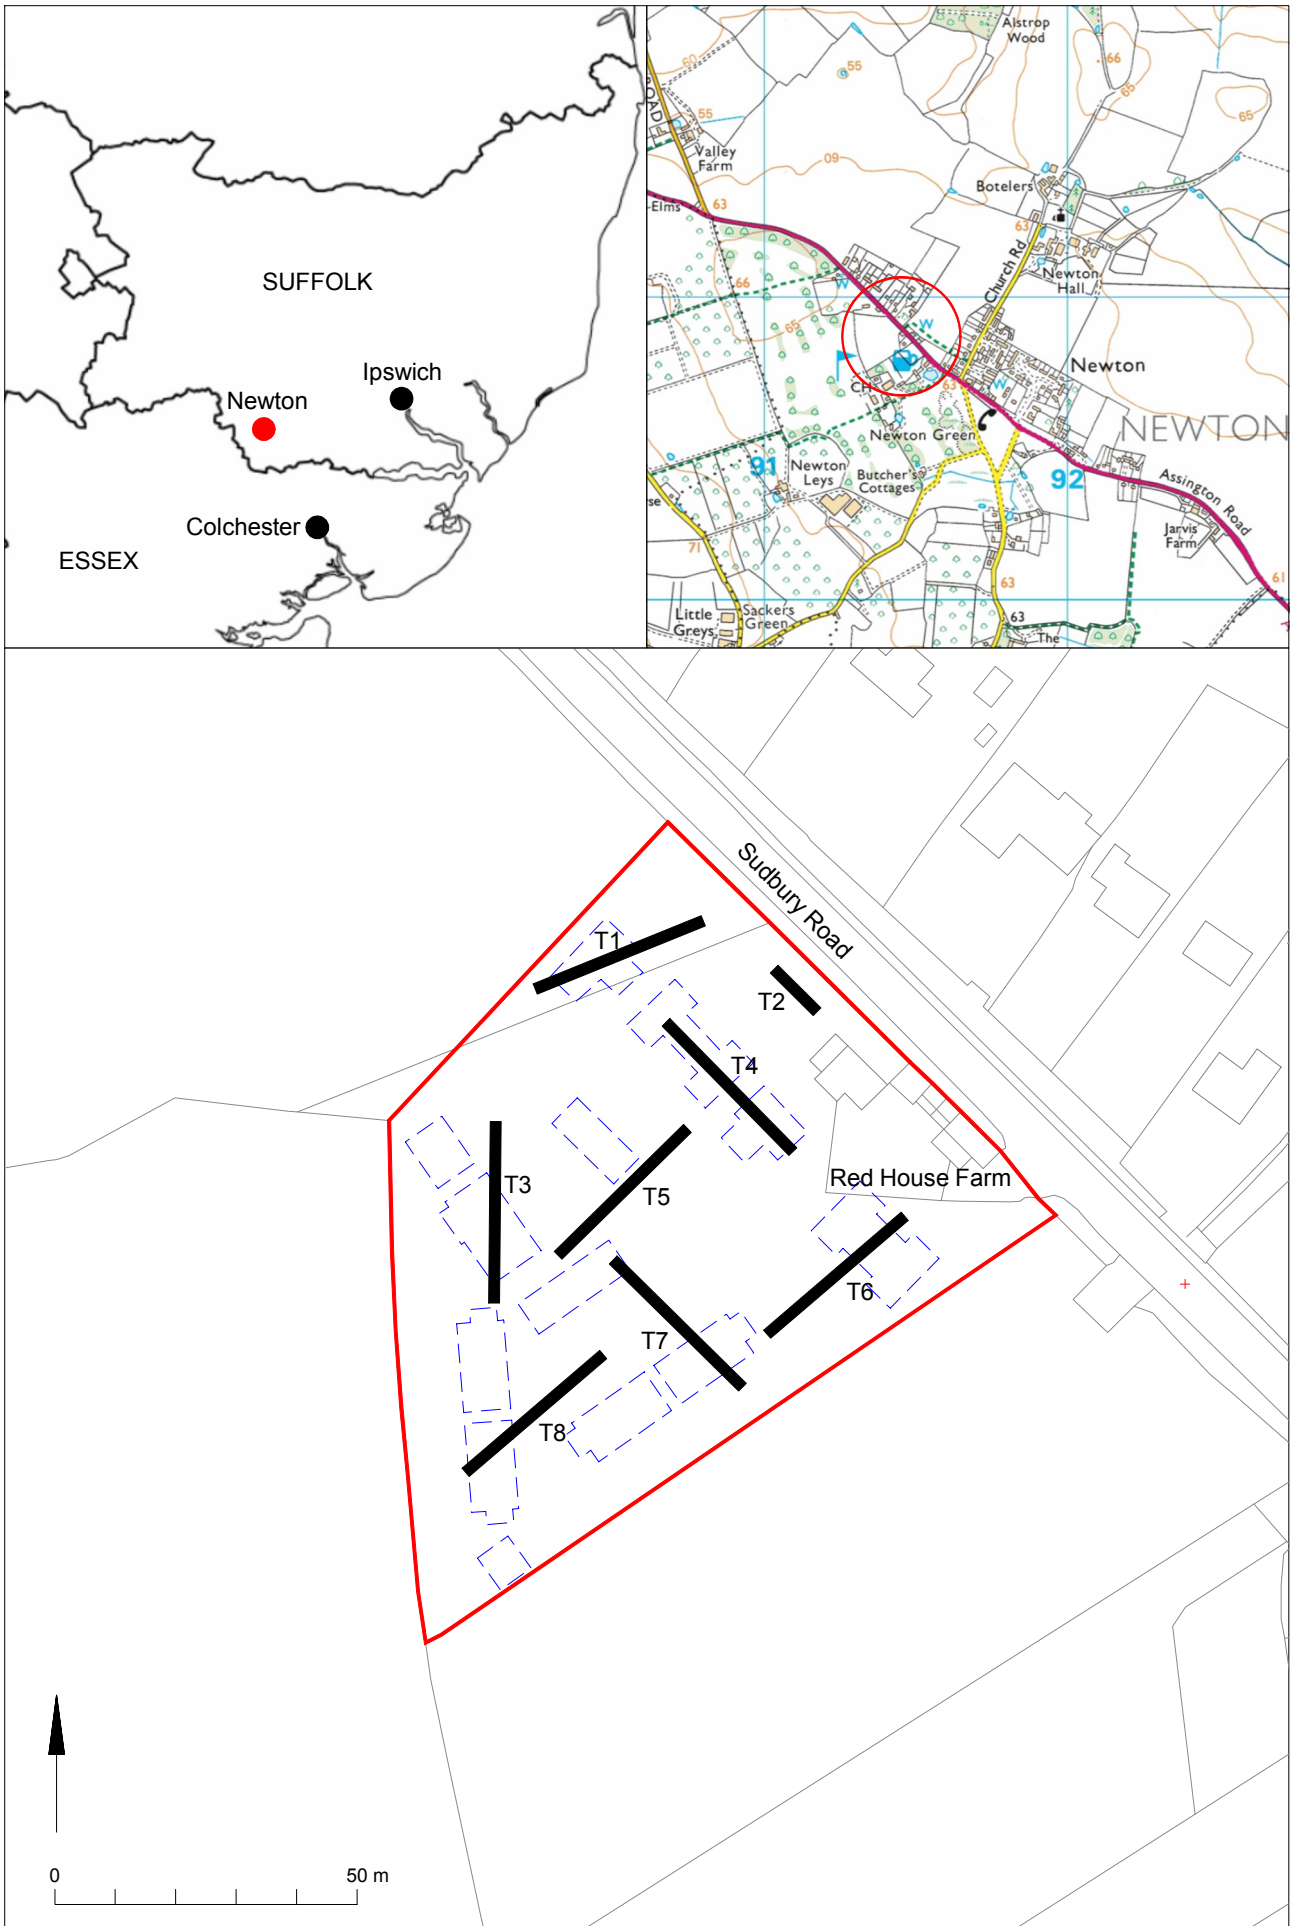 SUFFOLK
Ipswich
Newton
Colchester
ESSEX
Alstrop
Wood
66
65
65
60
55
55
ROAD
Valley
Farm
60
Botelers
Elms
63
63
Church Rd
Newton
Hall
66
65
W
W
CH
63
W
Newton
NEWTON
Newton Green
91
Newton
Leys
Butcher's
Cottages
92
Assington Road
Jarvis
Farm
se
71
63
61
Little
Greys
Sackers
Green
63
The
A
Sudbury Road
T1
T2
T4
T3
T5
Red House Farm
T6
T7
T8
0 50 m